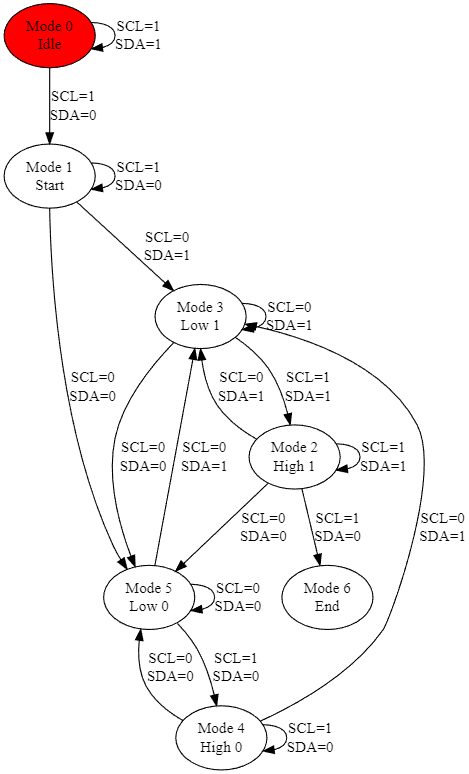 Mode 0
Idle
SCL=1
SDA=1
SCL=1
SDA=0
Mode 1
Start
SCL=1
SDA=0
SCL=0
SDA=1
Mode 3
Low 1
SCL=0
SDA=1
SCL=0
SDA=0
SCL=0
SDA=1
SCL=1
SDA=1
Mode 2
High 1
SCL=1
SDA=1
SCL=0
SDA=0
SCL=0
SDA=1
SCL=0
SDA=0
SCL=1
SDA=0
SCL=0
SDA=1
Mode 5
Low 0
SCL=0
SDA=0
Mode 6
End
SCL=0
SDA=0
SCL=1
SDA=0
Mode 4
High 0
SCL=1
SDA=0